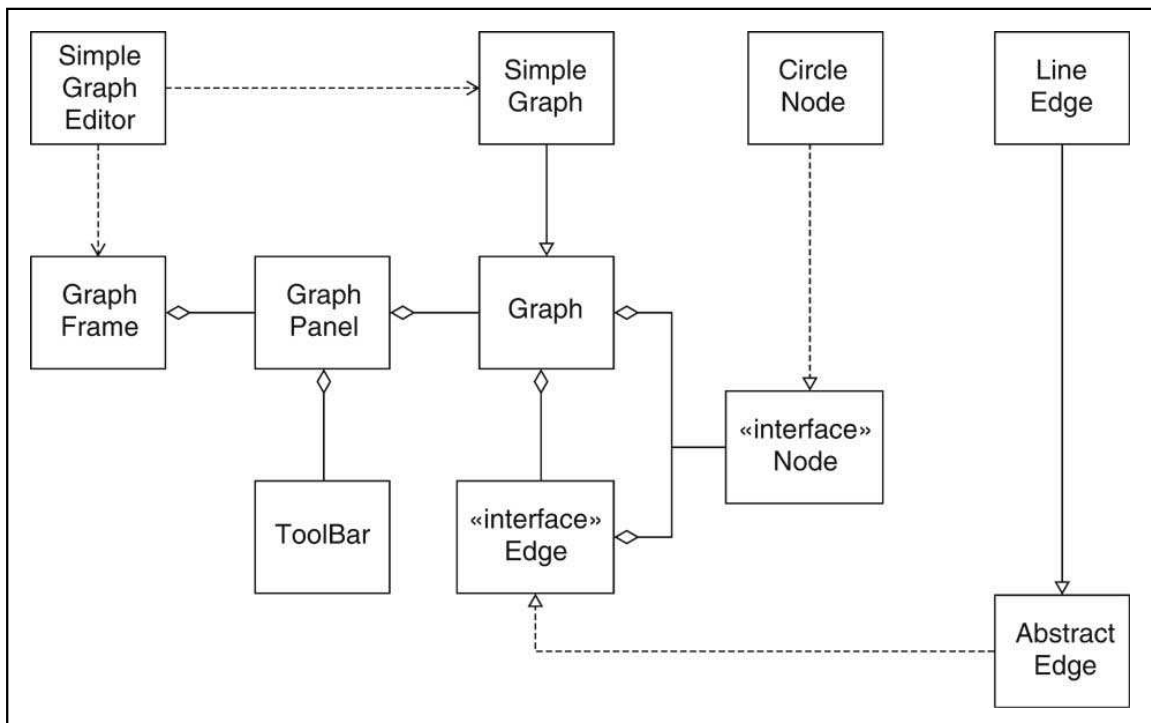 Simple
Graph
Editor
Simple
Graph
Circle
Node
Line
Edge
Graph
Frame
Graph
Panel
Graph
«interface»
Node
ToolBar
«interface»
Edge
Abstract
Edge